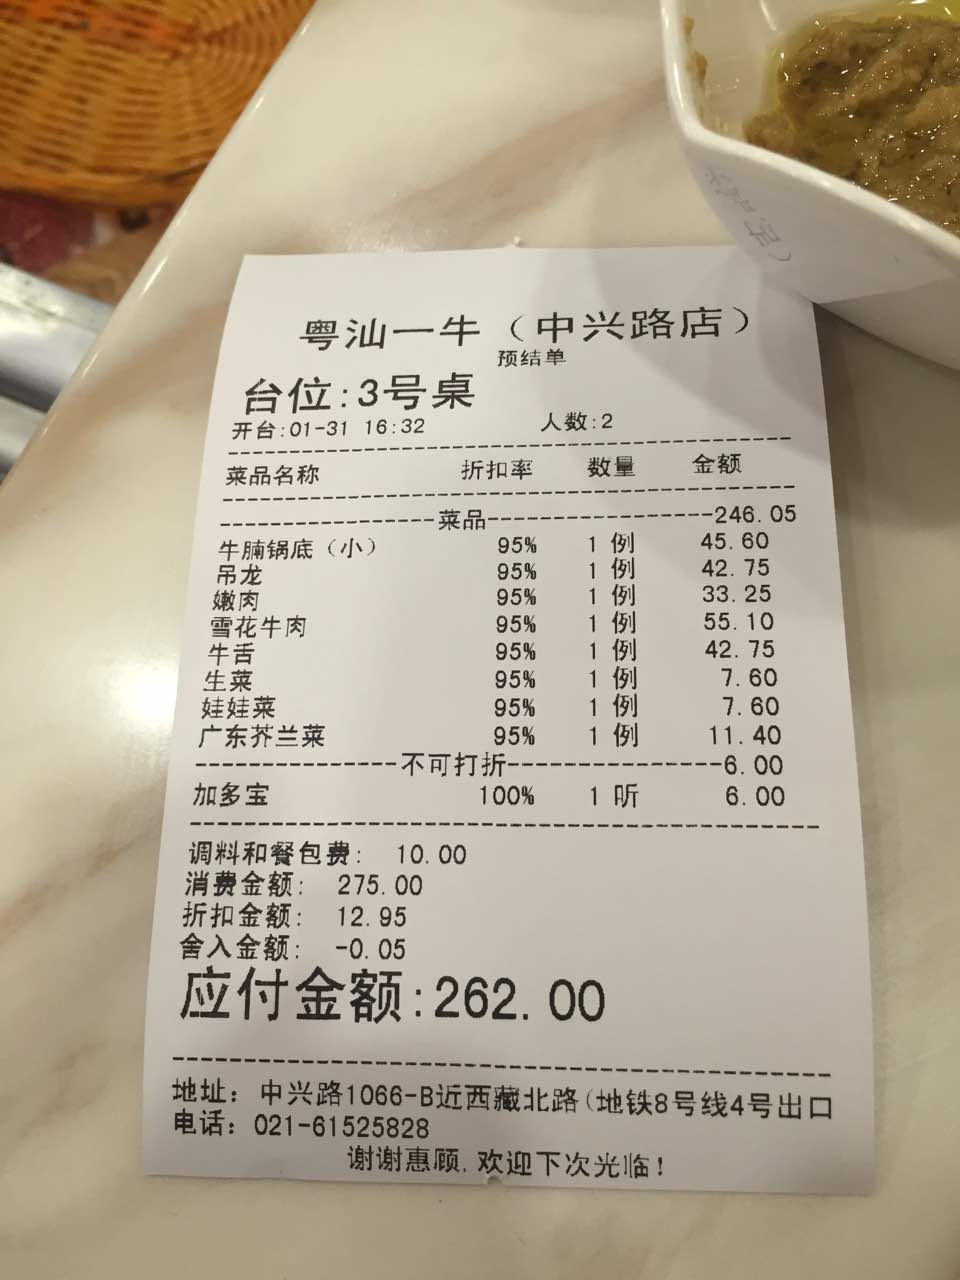 粤汕一牛（中兴路店）
预结单
台位:3号桌
开台:01-31 16:32 人数:2
菜品名称 折扣率 数量 金额
菜品 246.05
牛腩锅底（小） 95% 1 例 45.60
吊龙 95% 1 例 42.75
嫩肉 95% 1 例 33.25
雪花牛肉 95% 1 例 55.10
牛舌 95% 1 例 42.75
生菜 95% 1 例 7.60
娃娃菜 95% 1 例 7.60
广东芥兰菜 95% 1 例 11.40
不可打折 6.00
加多宝 100% 1 听 6.00
调料和餐包费: 10.00
消费金额: 275.00
折扣金额: 12.95
舍入金额: -0.05
应付金额:262.00
地址: 中兴路1066-B近西藏北路(地铁8号线4号出口
电话: 021-61525828
谢谢惠顾,欢迎下次光临!